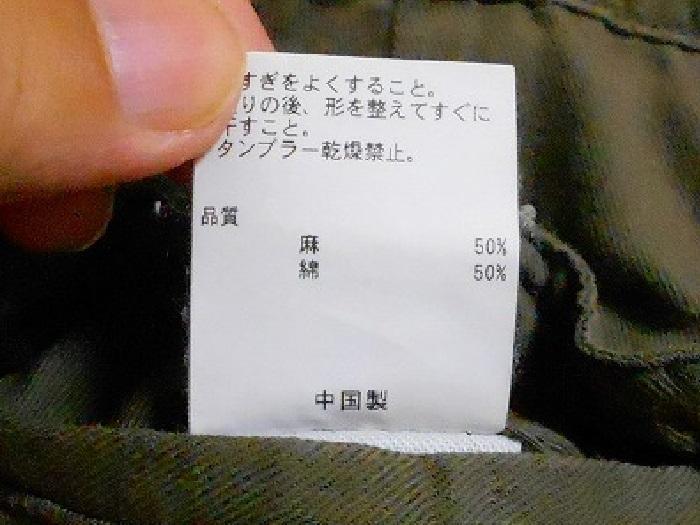 すぎをよくすること。
りの後、形を整えてすぐに
干すこと。
タンブラー乾燥禁止。
品質
麻 50%
綿 50%
中国製